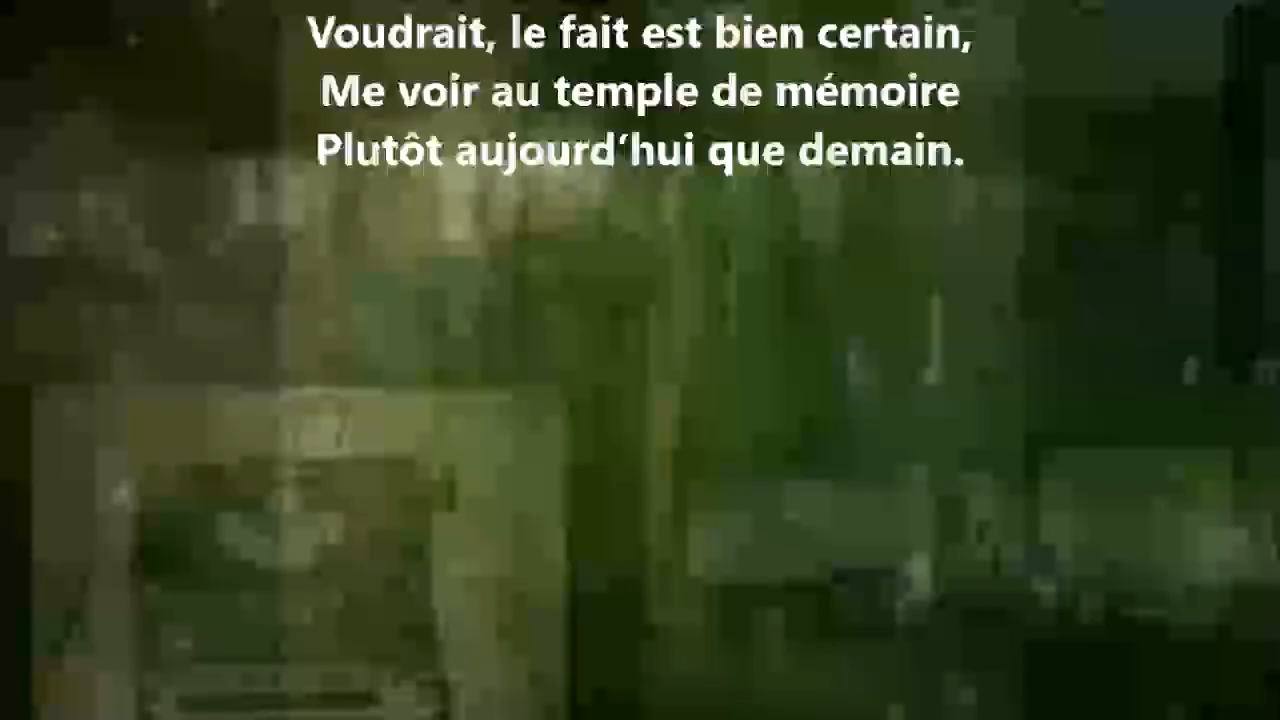 Voudrait, le fait est bien certain,
Me voir au temple de mémoire
Plutôt aujourd’hui que demain.